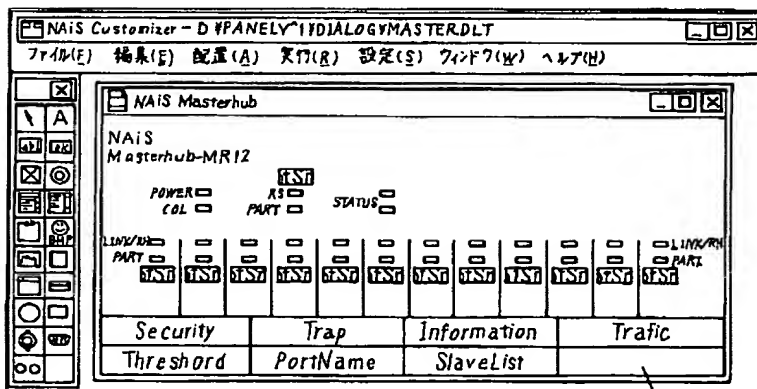 NAiS Customizer - D ¥PANELY~1¥DIALOG¥MASTER.DLT
ファイル(F) 編集(E) 配置(A) 実行(R) 設定(S) ウィンドウ(W) ヘルプ(H)
A
NAiS Masterhub
NAiS
Masterhub-MR12
POWER RS STATUS
COL PART
LINK/RH LINK/RH
PART PART
Security Trap Information Trafic
Threshord PortName SlaveList